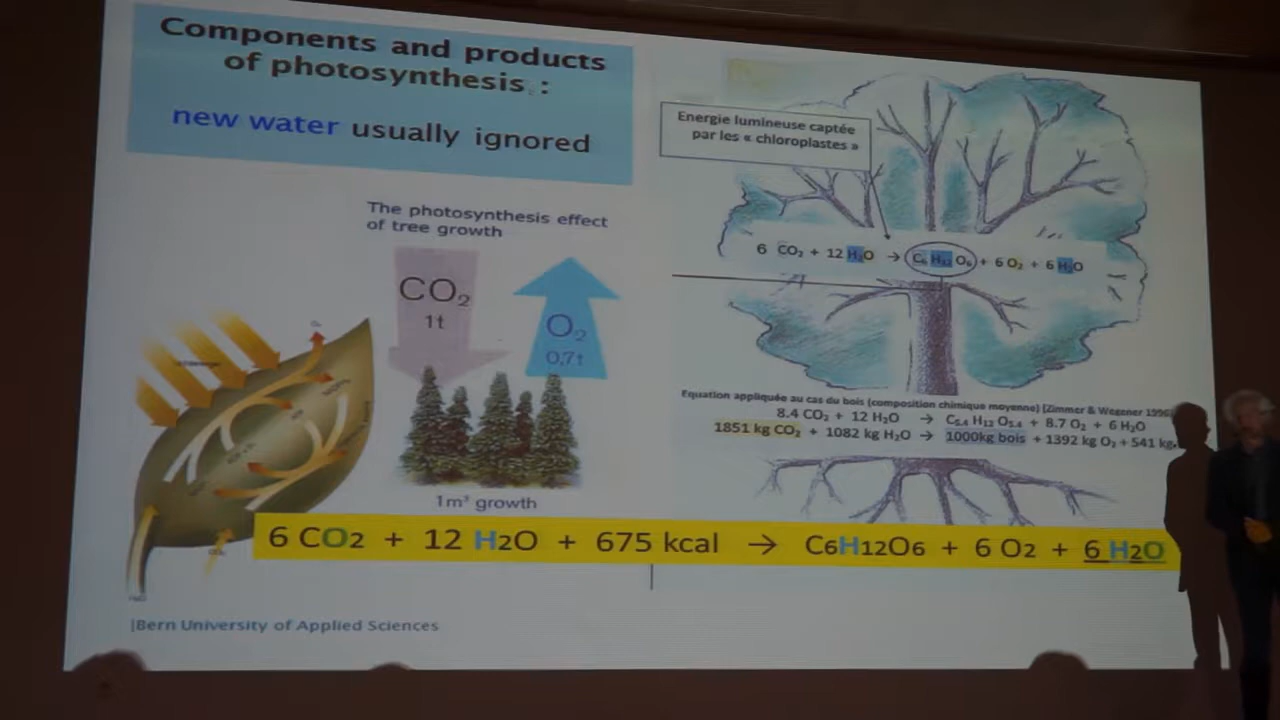 Components and products
of photosynthesis :
new water usually ignored
The photosynthesis effect
of tree growth
CO₂
1t
O₂
0,7t
1m³ growth
Energie lumineuse captée
par les « chloroplastes »
6 CO₂ + 12 H₂O → C₆ H₁₂ O₆ + 6 O₂ + 6 H₂O
Equation appliquée au cas du bois (composition chimique moyenne) [Zimmer & Wegener 1996]
8.4 CO₂ + 12 H₂O → C₈.₄ H₁₂ O₅.₄ + 8.7 O₂ + 6 H₂O
1851 kg CO₂ + 1082 kg H₂O → 1000kg bois + 1392 kg O₂ + 541 kg
6 CO2 + 12 H2O + 675 kcal → C6H12O6 + 6 O2 + 6 H2O
|Bern University of Applied Sciences